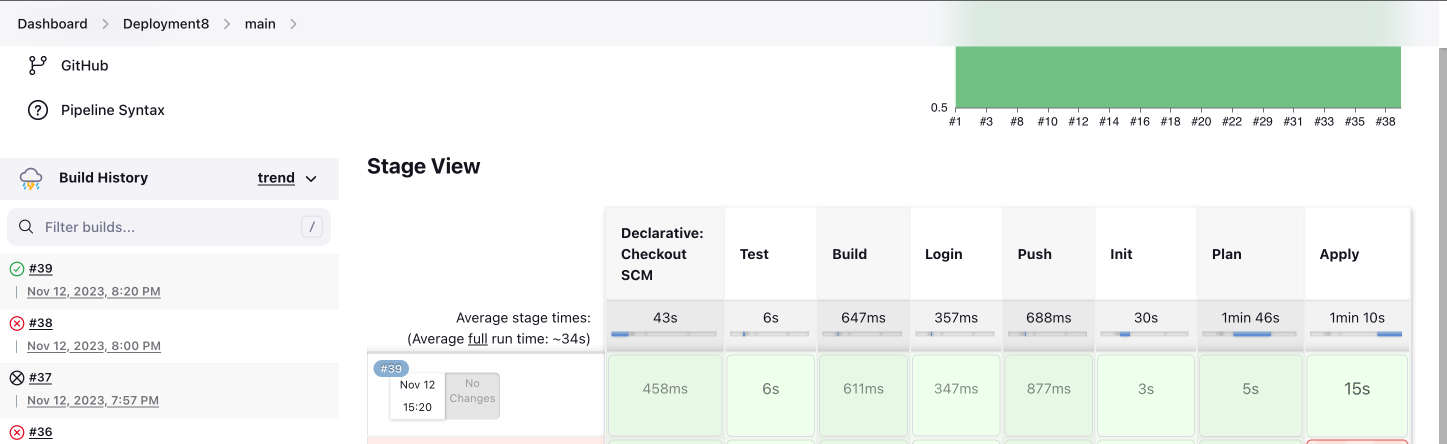 Dashboard > Deployment8 > main >
GitHub
Pipeline Syntax
0.5
#1 #3 #8 #10 #12 #14 #16 #18 #20 #22 #29 #31 #33 #35 #38
Build History trend
Filter builds... /
#39
Nov 12, 2023, 8:20 PM
#38
Nov 12, 2023, 8:00 PM
#37
Nov 12, 2023, 7:57 PM
#36
Stage View
Declarative:
Checkout
SCM
Test Build Login Push Init Plan Apply
Average stage times:
(Average full run time: ~34s)
43s 6s 647ms 357ms 688ms 30s 1min 46s 1min 10s
#39
Nov 12
15:20
No
Changes
458ms 6s 611ms 347ms 877ms 3s 5s 15s